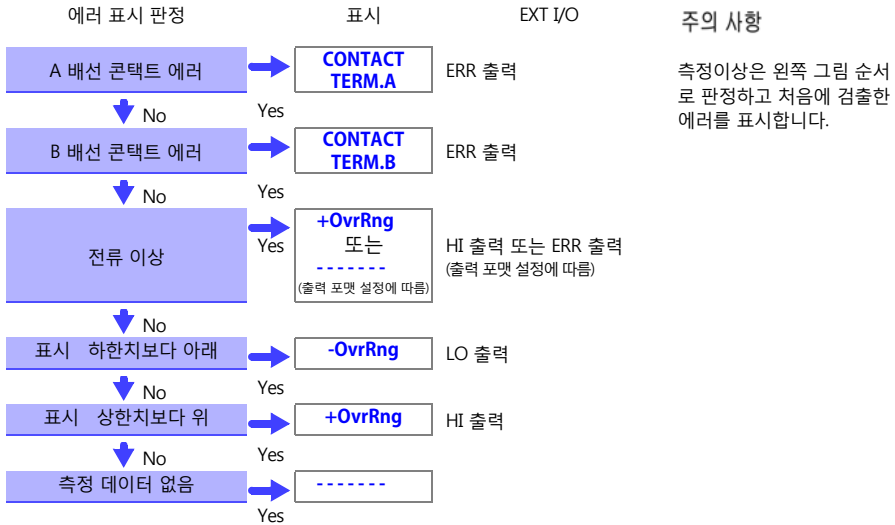 에러 표시 판정 표시 EXT I/O
A 배선 콘택트 에러
CONTACT
TERM.A
ERR 출력
No
Yes
B 배선 콘택트 에러
CONTACT
TERM.B
ERR 출력
No
Yes
전류 이상
Yes
+OvrRng
또는
-------
(출력 포맷 설정에 따름)
HI 출력 또는 ERR 출력
(출력 포맷 설정에 따름)
No
표시 하한치보다 아래
-OvrRng
LO 출력
No
Yes
표시 상한치보다 위
+OvrRng
HI 출력
No
Yes
측정 데이터 없음
-------
Yes
주의 사항
측정이상은 왼쪽 그림 순서
로 판정하고 처음에 검출한
에러를 표시합니다.